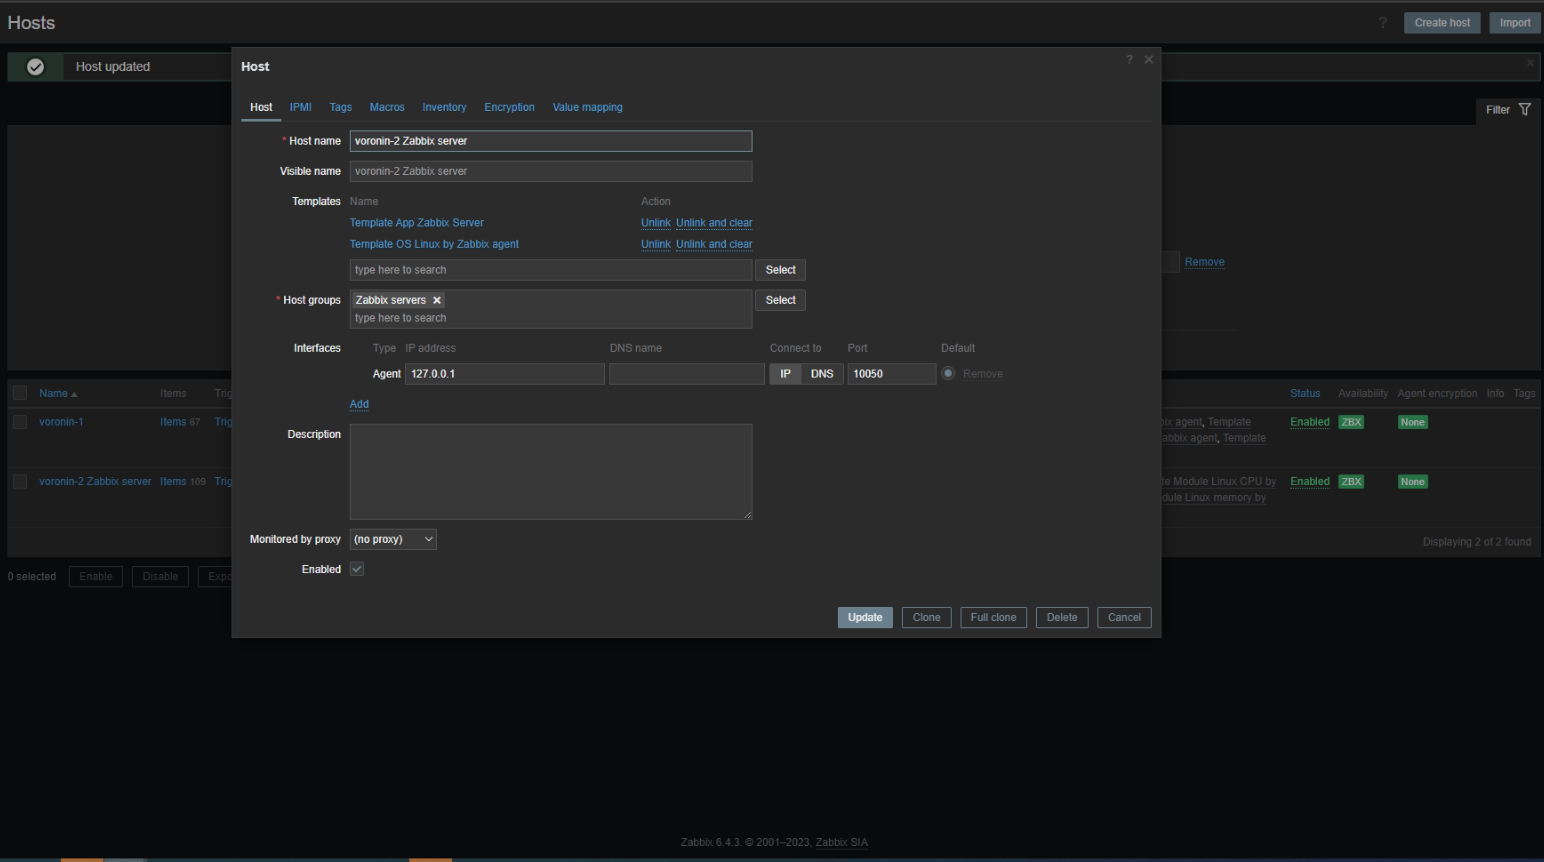 Hosts
? Create host Import
Host updated
Filter
Host
?
Host IPMI Tags Macros Inventory Encryption Value mapping
* Host name voronin-2 Zabbix server
Visible name voronin-2 Zabbix server
Templates Name Action
Template App Zabbix Server Unlink Unlink and clear
Template OS Linux by Zabbix agent Unlink Unlink and clear
type here to search Select
Remove
* Host groups Zabbix servers Select
type here to search
Interfaces Type IP address DNS name Connect to Port Default
Agent 127.0.0.1 IP DNS 10050 Remove
Add
Description
Monitored by proxy (no proxy)
Enabled
Update Clone Full clone Delete Cancel
Name Items Trig Status Availability Agent encryption Info Tags
voronin-1 Items 67 Trig bix agent, Template Enabled ZBX None
abbix agent, Template
voronin-2 Zabbix server Items 109 Trig te Module Linux CPU by Enabled ZBX None
dule Linux memory by
Displaying 2 of 2 found
0 selected Enable Disable Expo
Zabbix 6.4.3. © 2001–2023, Zabbix SIA